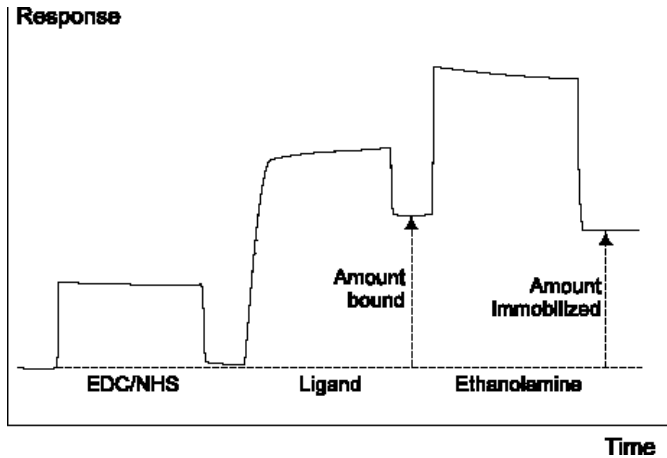 Response
Amount
bound
Amount
Immobilized
EDC/NHS
Ligand
Ethanolamine
Time